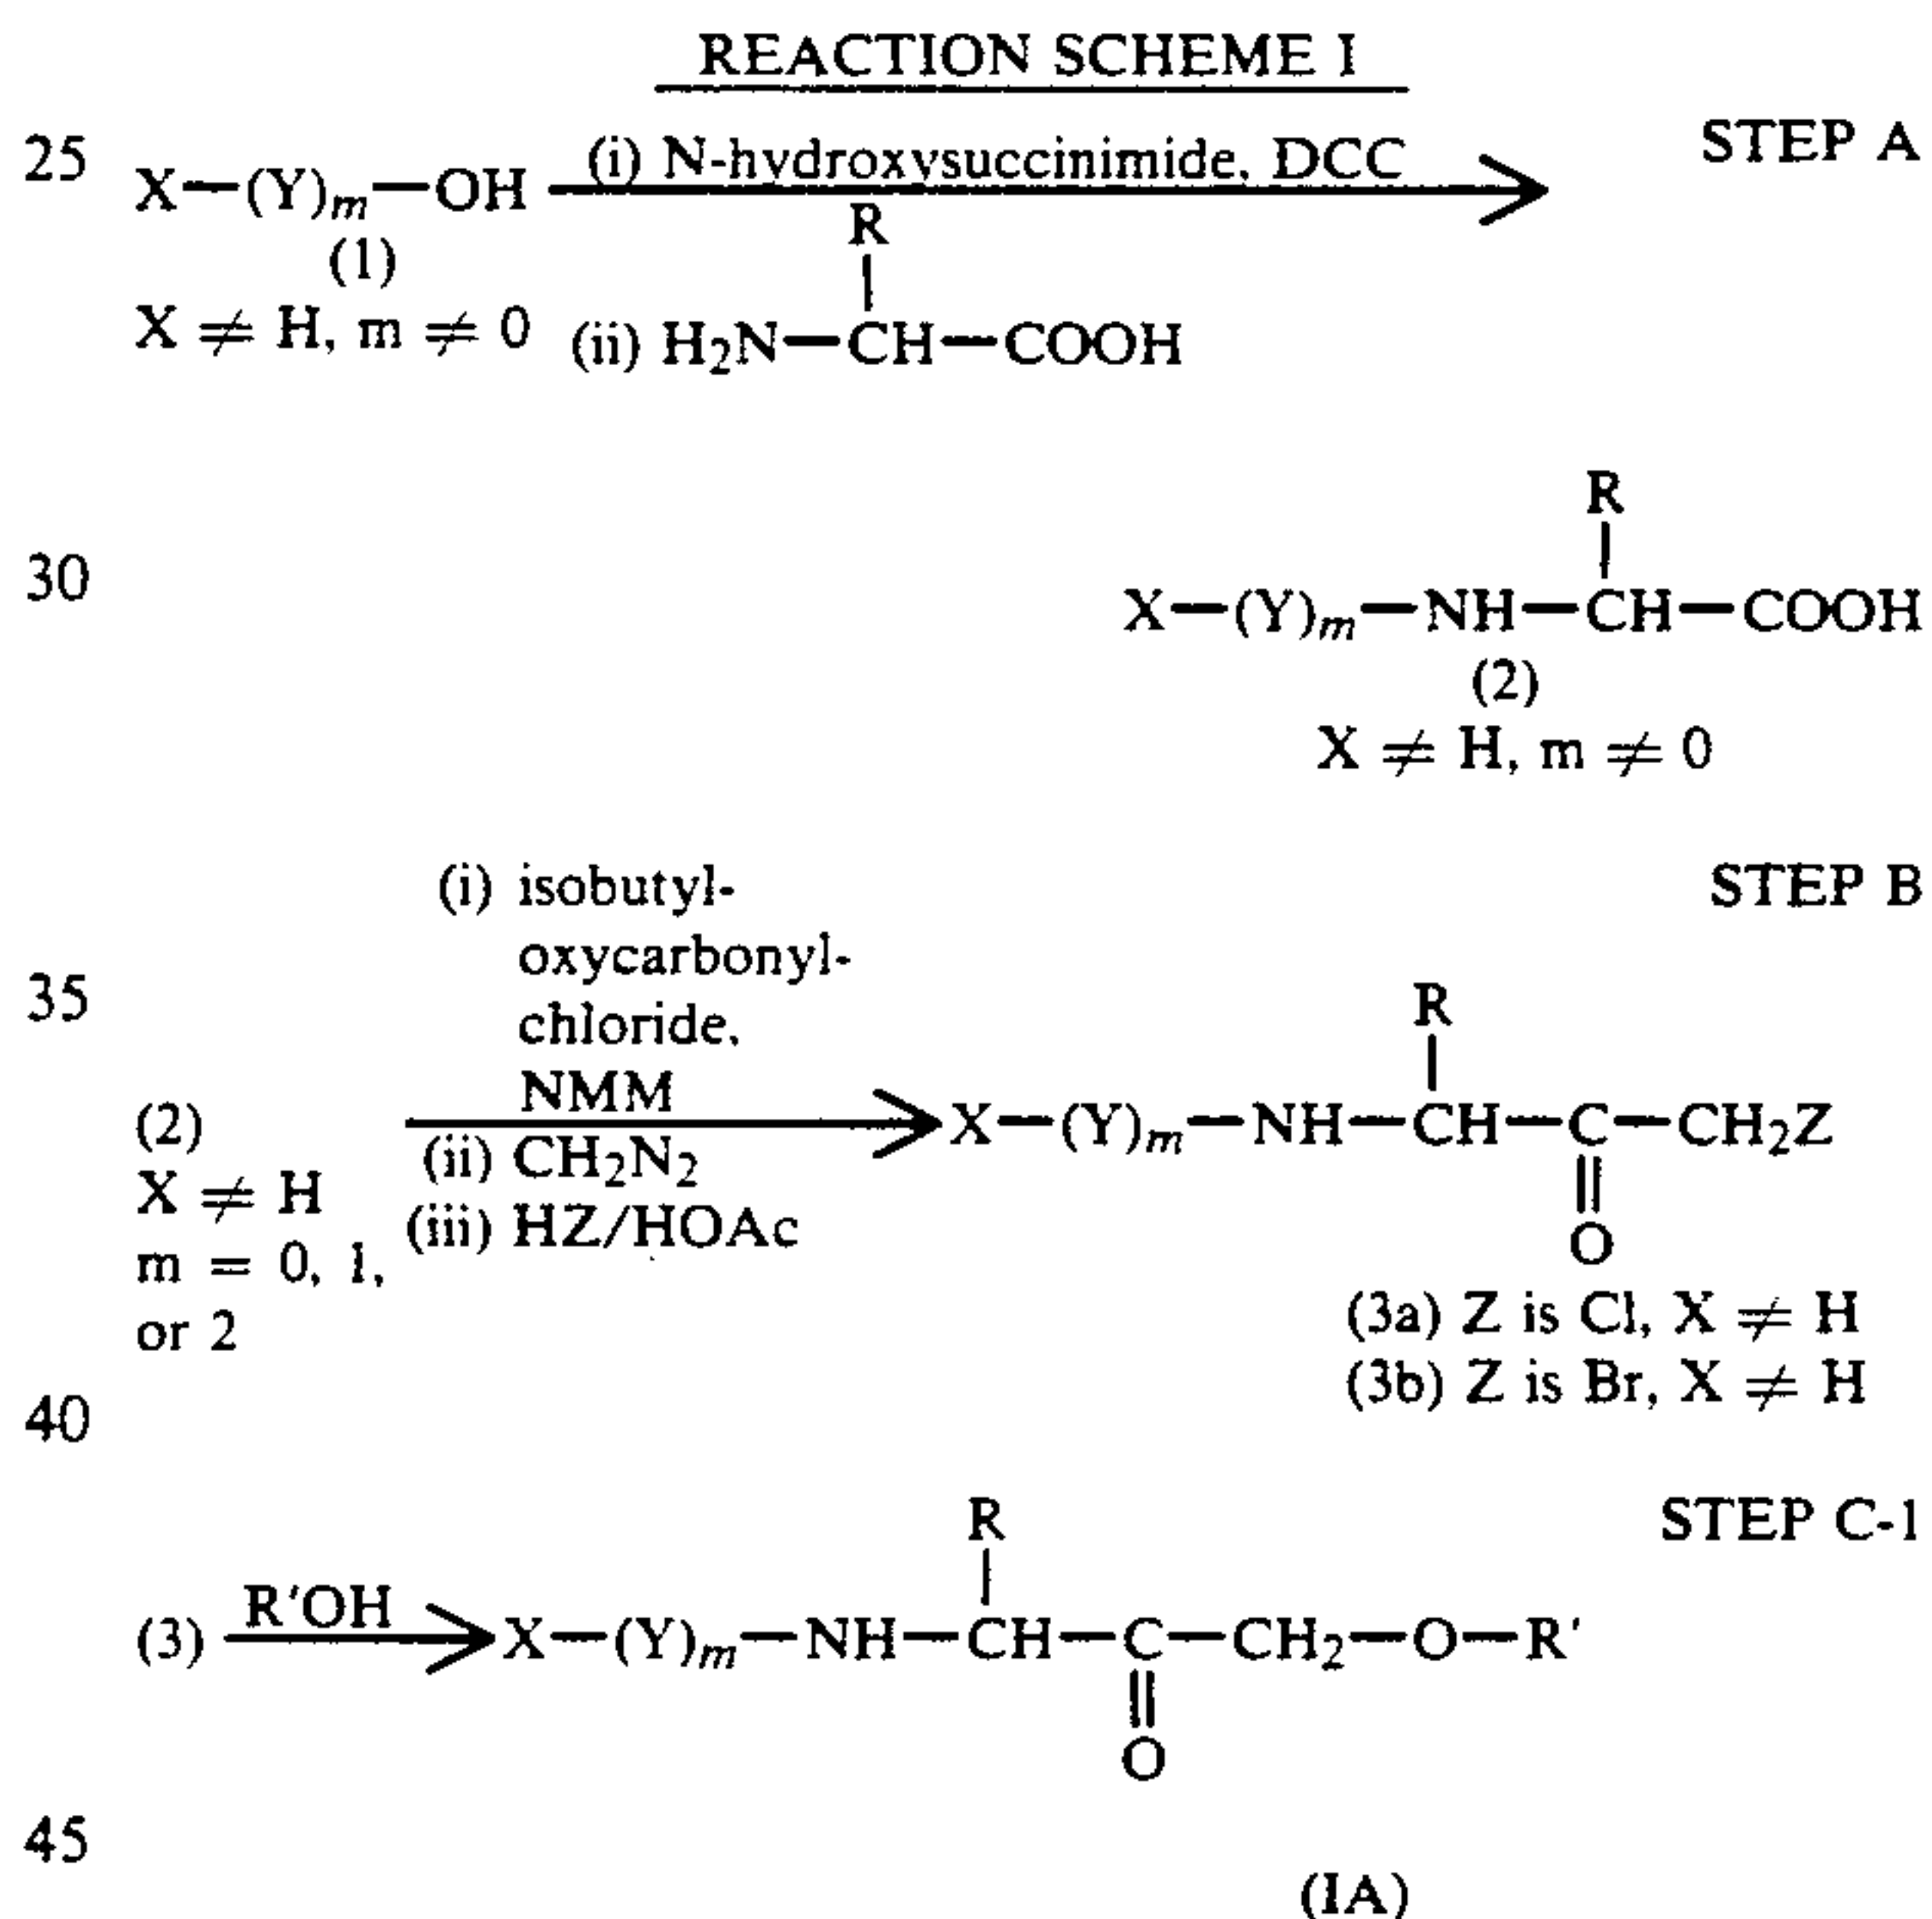 REACTION SCHEME I
STEP A
25
X—(Y)m—OH (i) N-hydroxysuccinimide, DCC
(1)
X ≠ H, m ≠ 0
R
|
(ii) H₂N—CH—COOH
R
|
30
X—(Y)m—NH—CH—COOH
(2)
X ≠ H, m ≠ 0
STEP B
(i) isobutyl-
oxycarbonyl-
35
chloride,
NMM
(2)
X ≠ H
m = 0, 1,
or 2
(ii) CH₂N₂
(iii) HZ/HOAc
R
|
X—(Y)m—NH—CH—C—CH₂Z
||
O
(3a) Z is Cl, X ≠ H
(3b) Z is Br, X ≠ H
40
STEP C-1
R
|
(3) R'OH X—(Y)m—NH—CH—C—CH₂—O—R'
||
O
45
(IA)